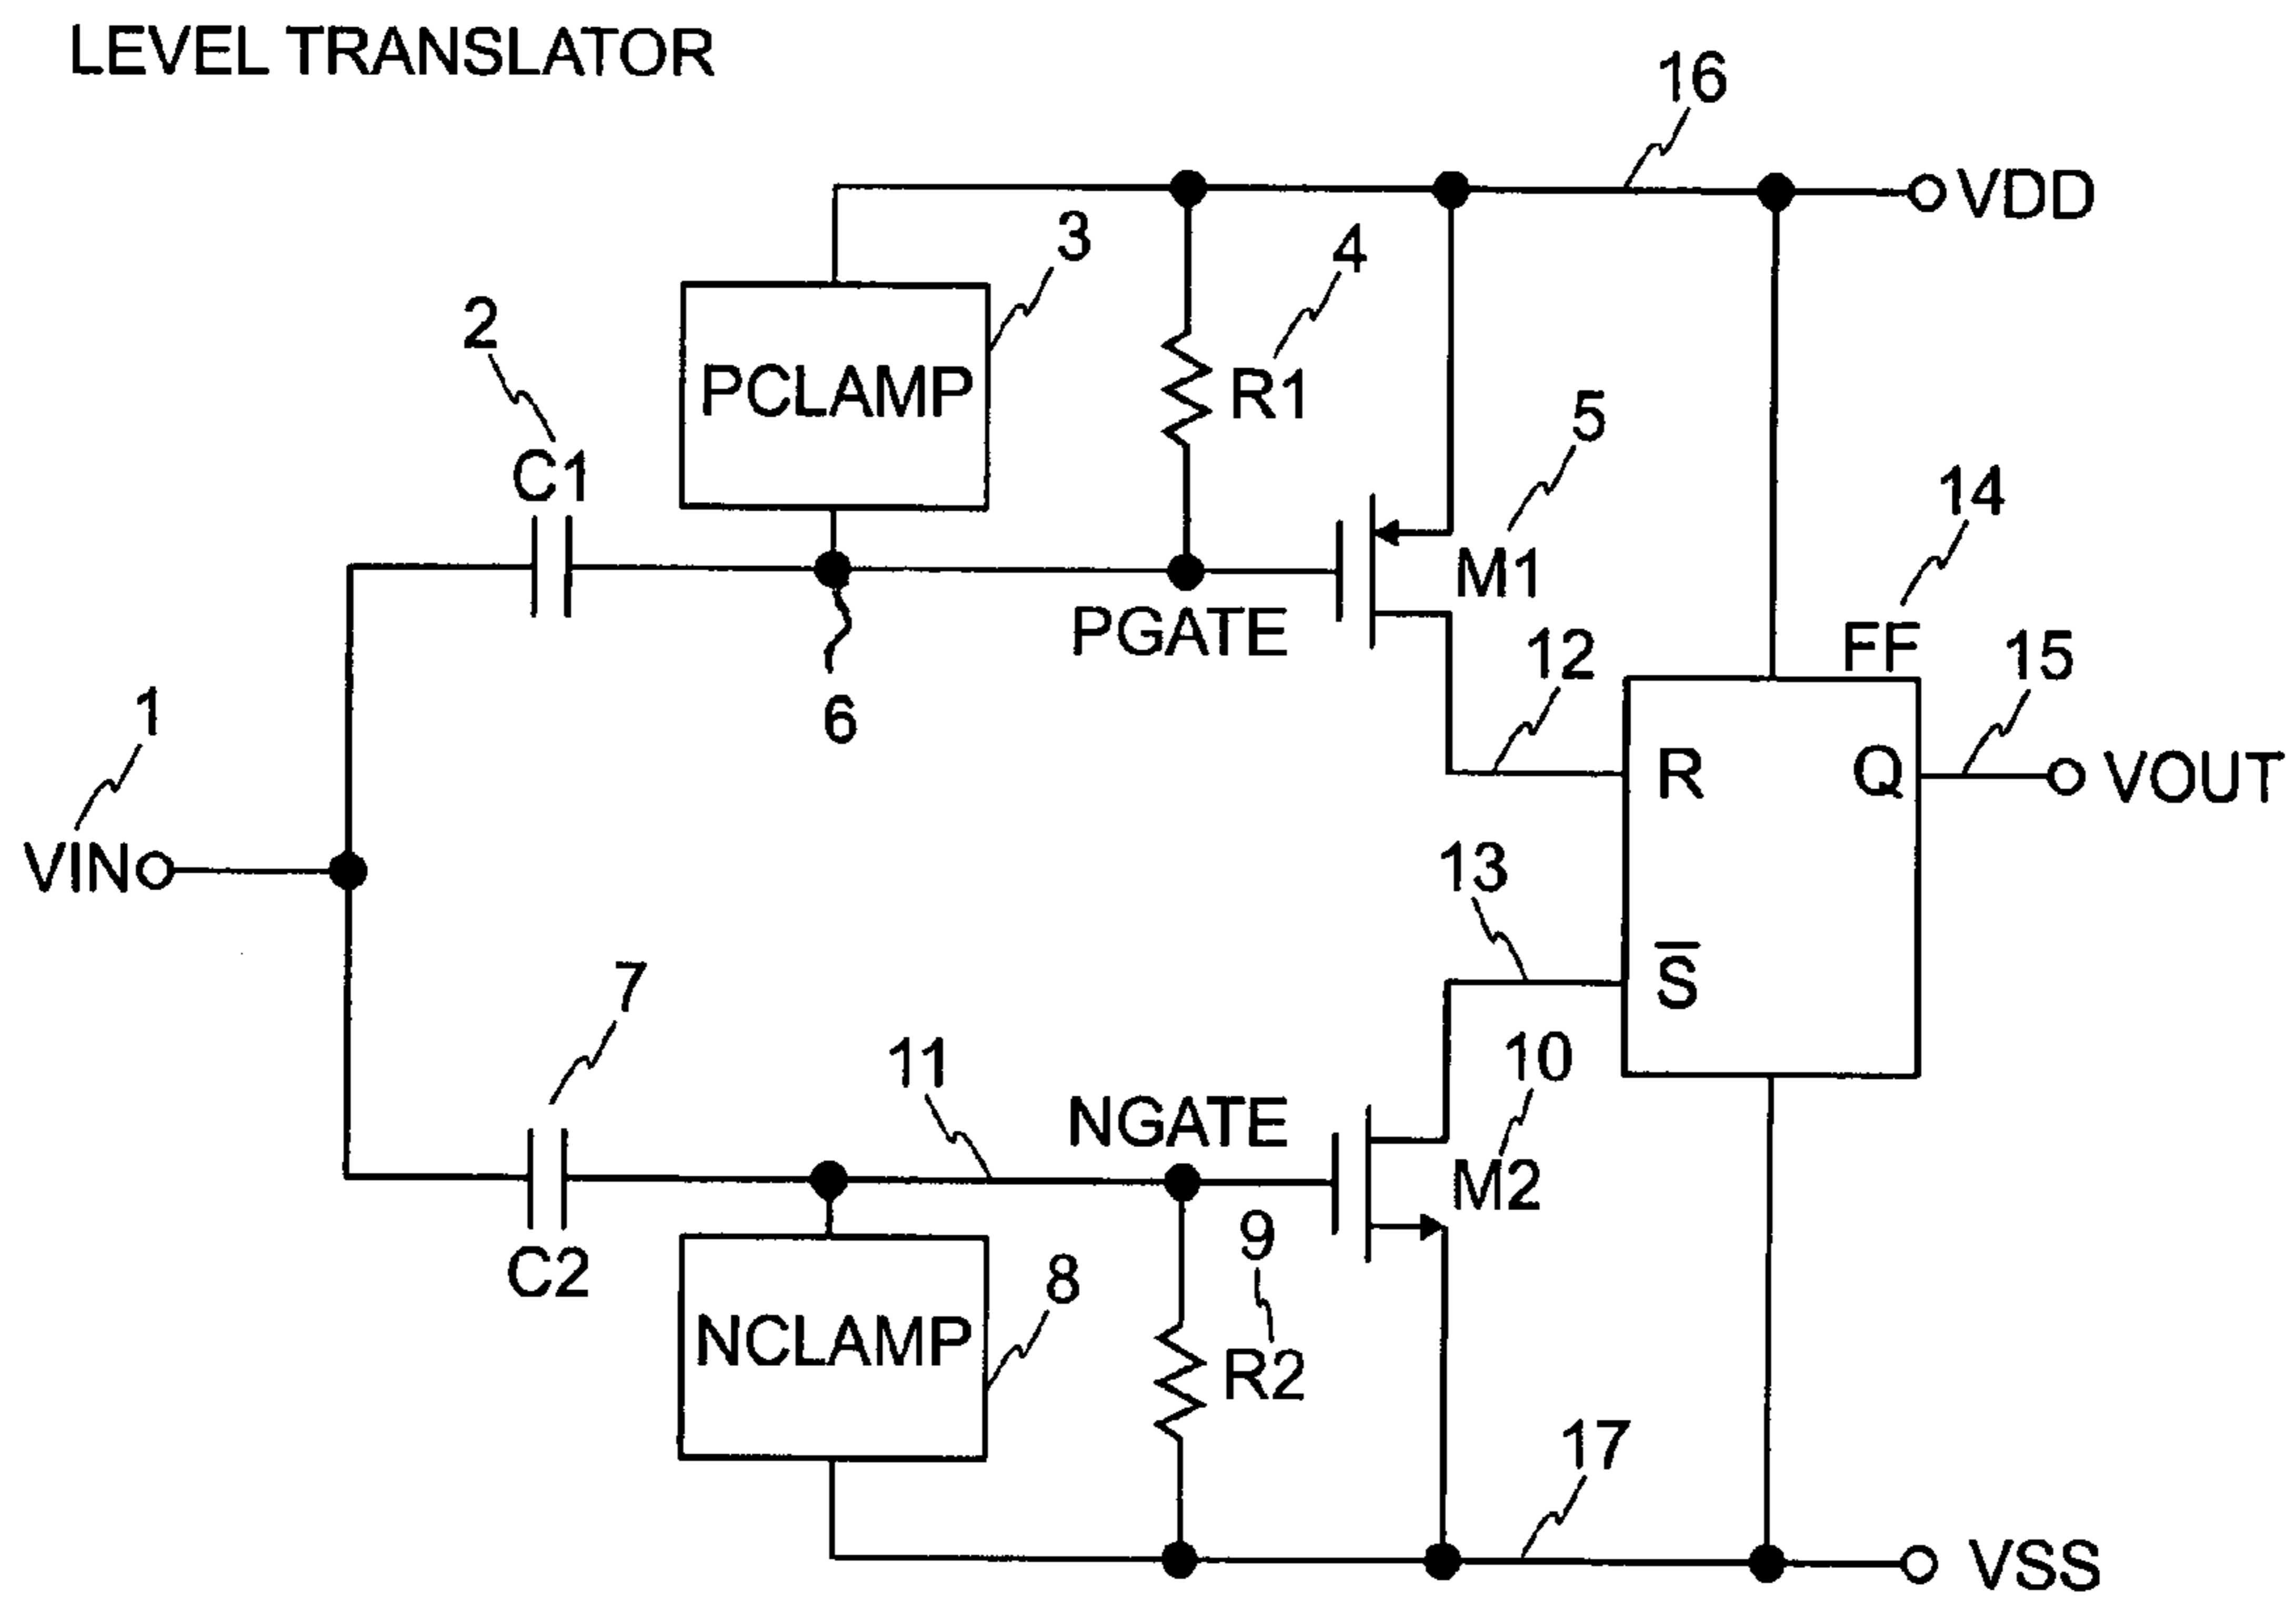 LEVEL TRANSLATOR
16
VDD
3
4
2
PCLAMP
R1
5
C1
14
M1
PGATE
12
FF
15
6
1
R
Q
VOUT
VIN
13
S̅
7
11
10
NGATE
M2
9
C2
8
NCLAMP
R2
17
VSS